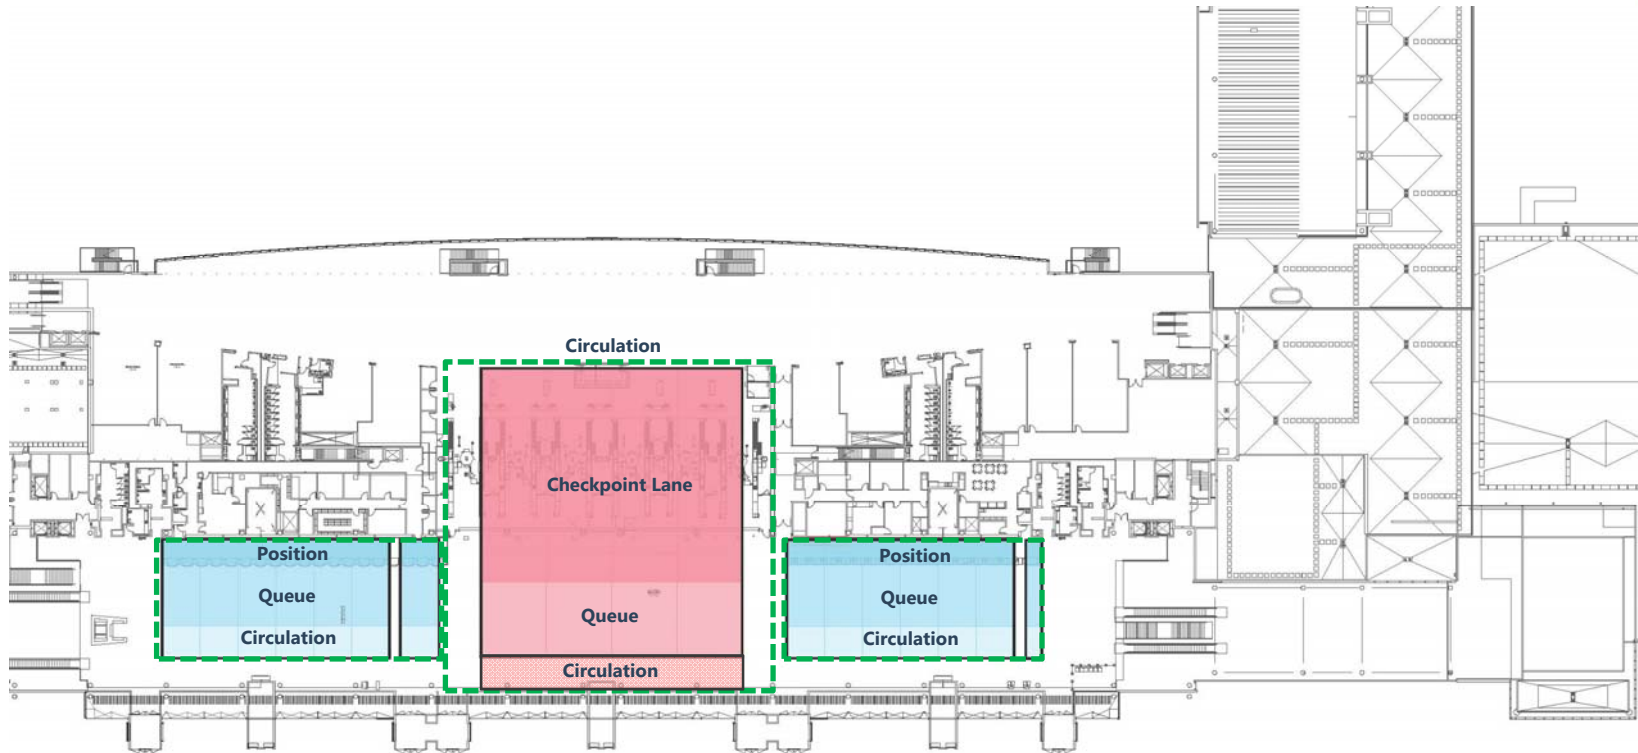 Circulation
Checkpoint Lane
Position
Position
Queue
Queue
Queue
Circulation
Circulation
Circulation